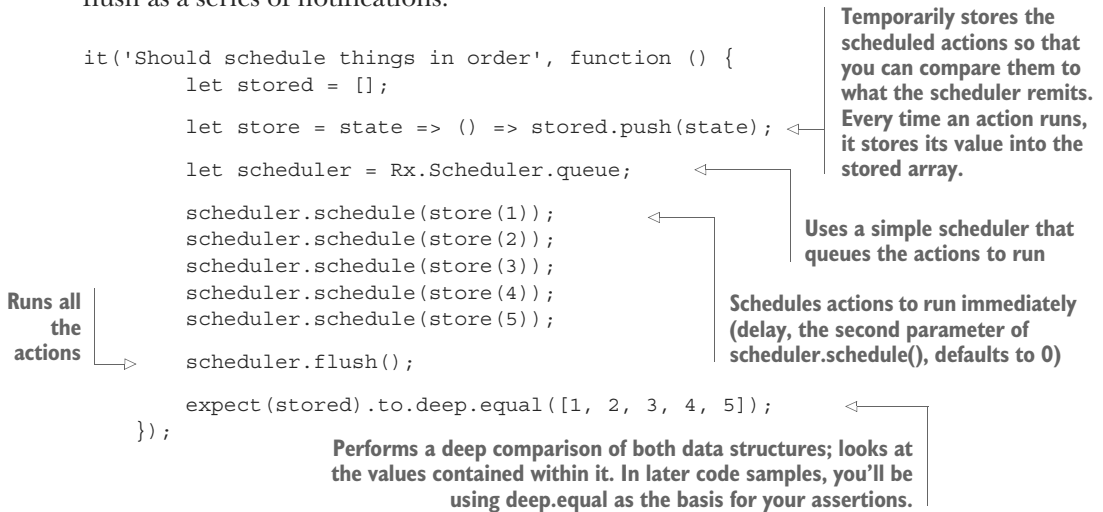 flush as a series of notifications.
it('Should schedule things in order', function () {
let stored = [];
let store = state => () => stored.push(state);
let scheduler = Rx.Scheduler.queue;
scheduler.schedule(store(1));
scheduler.schedule(store(2));
scheduler.schedule(store(3));
scheduler.schedule(store(4));
scheduler.schedule(store(5));
scheduler.flush();
expect(stored).to.deep.equal([1, 2, 3, 4, 5]);
});
Temporarily stores the
scheduled actions so that
you can compare them to
what the scheduler remits.
Every time an action runs,
it stores its value into the
stored array.
Uses a simple scheduler that
queues the actions to run
Schedules actions to run immediately
(delay, the second parameter of
scheduler.schedule(), defaults to 0)
Runs all
the
actions
Performs a deep comparison of both data structures; looks at
the values contained within it. In later code samples, you'll be
using deep.equal as the basis for your assertions.